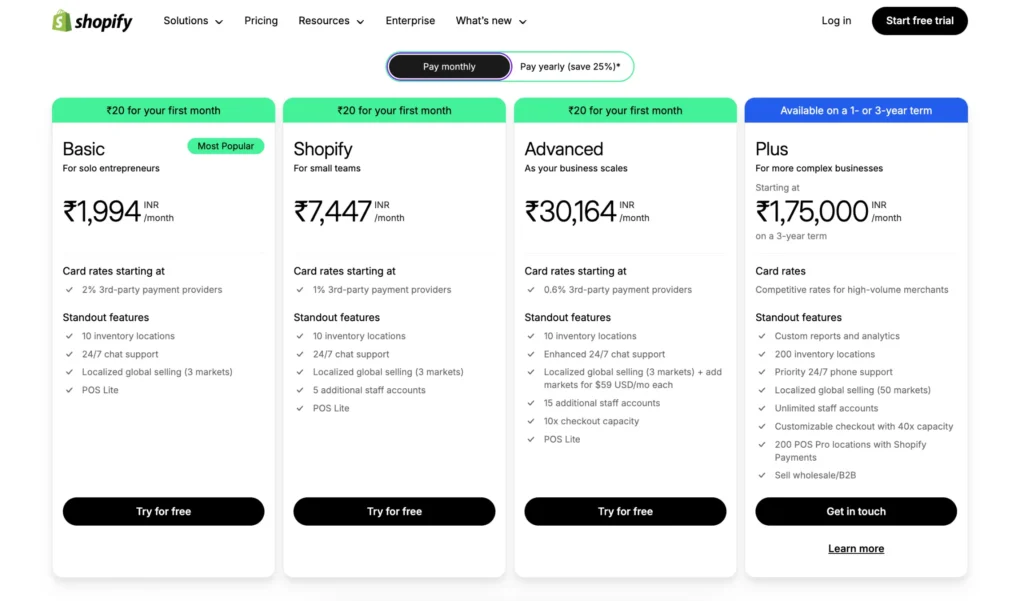 shopify
Solutions
Pricing
Resources
Enterprise
What's new
Log in
Start free trial
Pay monthly
Pay yearly (save 25%)*
₹20 for your first month
Basic
Most Popular
For solo entrepreneurs
₹1,994 INR
/month
Card rates starting at
2% 3rd-party payment providers
Standout features
10 inventory locations
24/7 chat support
Localized global selling (3 markets)
POS Lite
Try for free
₹20 for your first month
Shopify
For small teams
₹7,447 INR
/month
Card rates starting at
1% 3rd-party payment providers
Standout features
10 inventory locations
24/7 chat support
Localized global selling (3 markets)
5 additional staff accounts
POS Lite
Try for free
₹20 for your first month
Advanced
As your business scales
₹30,164 INR
/month
Card rates starting at
0.6% 3rd-party payment providers
Standout features
10 inventory locations
Enhanced 24/7 chat support
Localized global selling (3 markets) + add
markets for $59 USD/mo each
15 additional staff accounts
10x checkout capacity
POS Lite
Try for free
Available on a 1- or 3-year term
Plus
For more complex businesses
Starting at
₹1,75,000 INR
/month
on a 3-year term
Card rates
Competitive rates for high-volume merchants
Standout features
Custom reports and analytics
200 inventory locations
Priority 24/7 phone support
Localized global selling (50 markets)
Unlimited staff accounts
Customizable checkout with 40x capacity
200 POS Pro locations with Shopify
Payments
Sell wholesale/B2B
Get in touch
Learn more